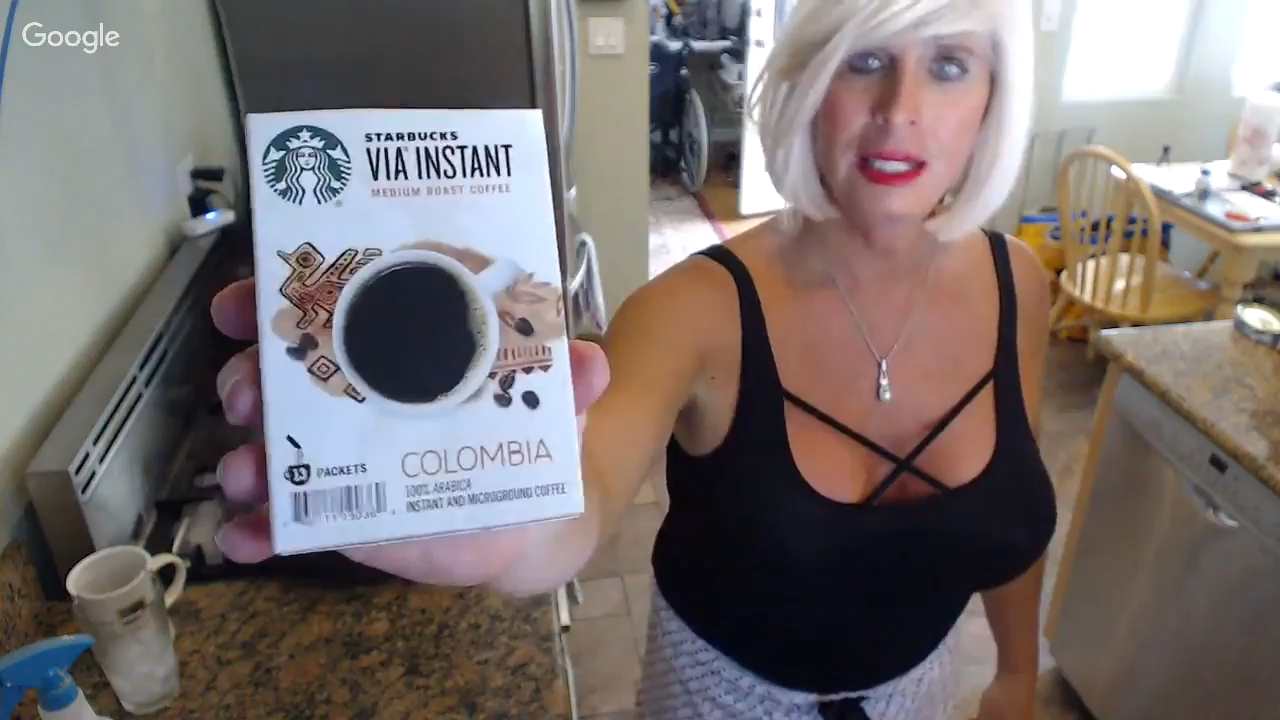 Google
STARBUCKS
VIA INSTANT
MEDIUM ROAST COFFEE
PACKETS
COLOMBIA
100% ARABICA
INSTANT AND MICROGROUND COFFEE